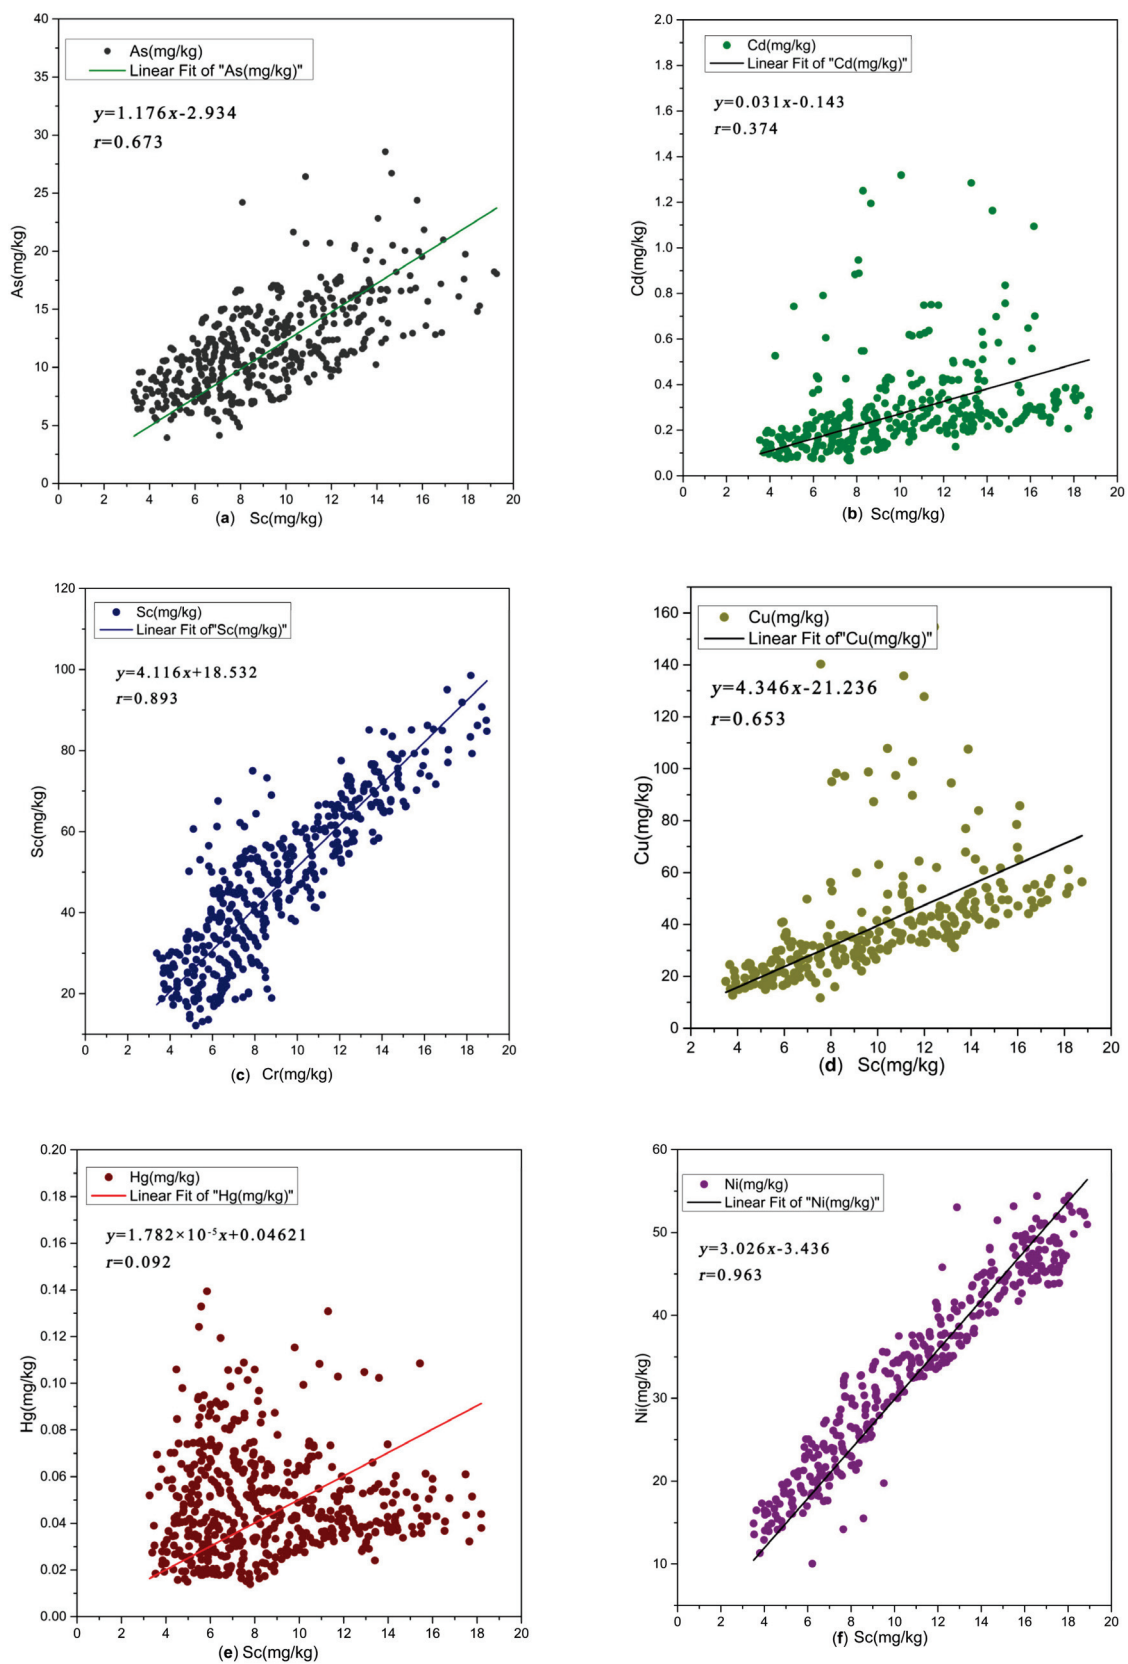 As(mg/kg)
Linear Fit of "As(mg/kg)"
y=1.176x-2.934
r=0.673
As(mg/kg)
40
35
30
25
20
15
10
5
0
0 2 4 6 8 10 12 14 16 18 20
(a) Sc(mg/kg)
Cd(mg/kg)
Linear Fit of "Cd(mg/kg)"
y=0.031x-0.143
r=0.374
Cd(mg/kg)
2.0
1.8
1.6
1.4
1.2
1.0
0.8
0.6
0.4
0.2
0.0
0 2 4 6 8 10 12 14 16 18 20
(b) Sc(mg/kg)
Sc(mg/kg)
Linear Fit of"Sc(mg/kg)"
y=4.116x+18.532
r=0.893
Sc(mg/kg)
120
100
80
60
40
20
0 2 4 6 8 10 12 14 16 18 20
(c) Cr(mg/kg)
Cu(mg/kg)
Linear Fit of"Cu(mg/kg)"
y=4.346x-21.236
r=0.653
Cu(mg/kg)
160
140
120
100
80
60
40
20
0
2 4 6 8 10 12 14 16 18 20
(d) Sc(mg/kg)
Hg(mg/kg)
Linear Fit of "Hg(mg/kg)"
y=1.782×10⁻⁵x+0.04621
r=0.092
Hg(mg/kg)
0.20
0.18
0.16
0.14
0.12
0.10
0.08
0.06
0.04
0.02
0.00
0 2 4 6 8 10 12 14 16 18 20
(e) Sc(mg/kg)
Ni(mg/kg)
Linear Fit of "Ni(mg/kg)"
y=3.026x-3.436
r=0.963
Ni(mg/kg)
60
50
40
30
20
10
0 2 4 6 8 10 12 14 16 18 20
(f) Sc(mg/kg)